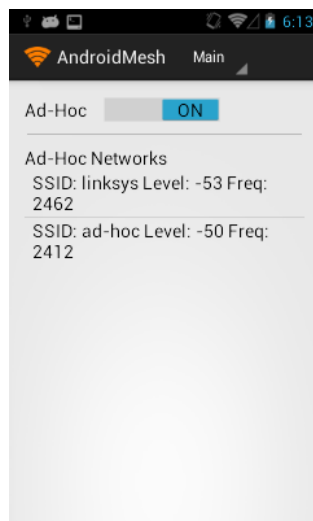 6:13
AndroidMesh Main
Ad-Hoc ON
Ad-Hoc Networks
SSID: linksys Level: -53 Freq:
2462
SSID: ad-hoc Level: -50 Freq:
2412